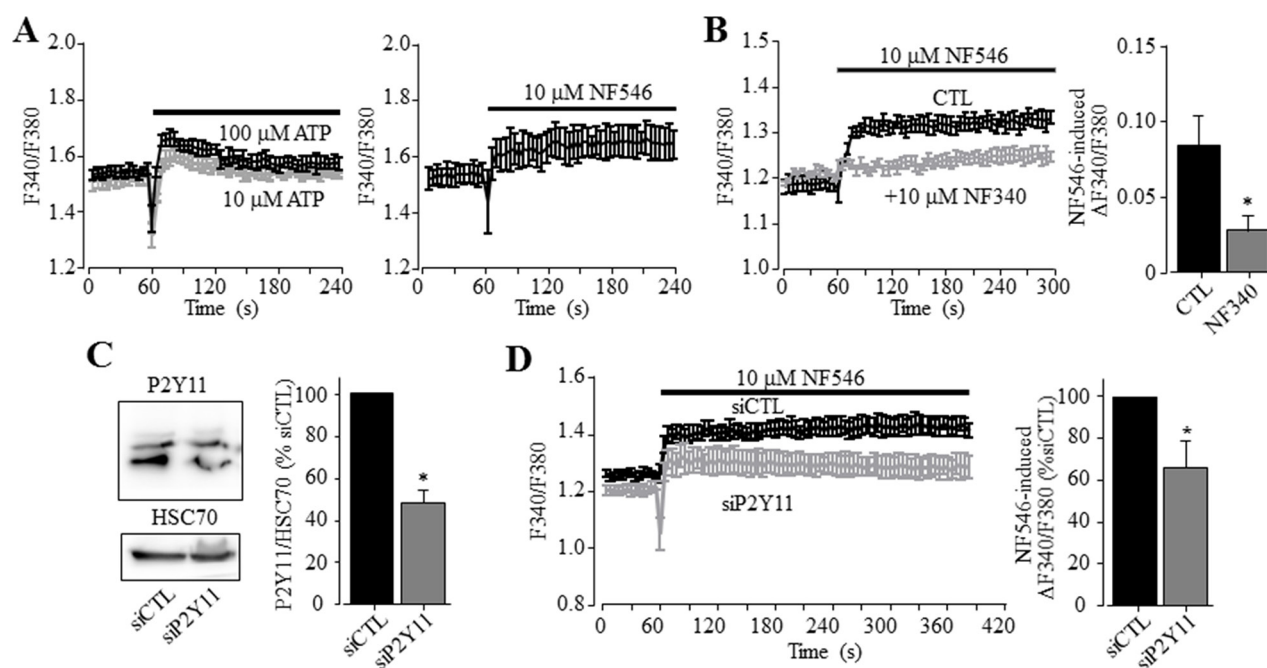 A
F340/F380
2.0
1.8
1.6
1.4
1.2
100 µM ATP
10 µM ATP
0 60 120 180 240
Time (s)
F340/F380
2.0
1.8
1.6
1.4
1.2
10 µM NF546
0 60 120 180 240
Time (s)
B
F340/F380
1.5
1.4
1.3
1.2
1.1
1.0
10 µM NF546
CTL
+10 µM NF340
0 60 120 180 240 300
Time (s)
NF546-induced
ΔF340/F380
0.15
0.10
0.05
0
*
CTL
NF340
C
P2Y11
HSC70
siCTL
siP2Y11
P2Y11/HSC70 (% siCTL)
100
80
60
40
20
0
*
siCTL
siP2Y11
D
F340/F380
1.6
1.4
1.2
1.0
0.8
10 µM NF546
siCTL
siP2Y11
0 60 120 180 240 300 360 420
Time (s)
NF546-induced
ΔF340/F380 (%siCTL)
100
80
60
40
20
0
*
siCTL
siP2Y11